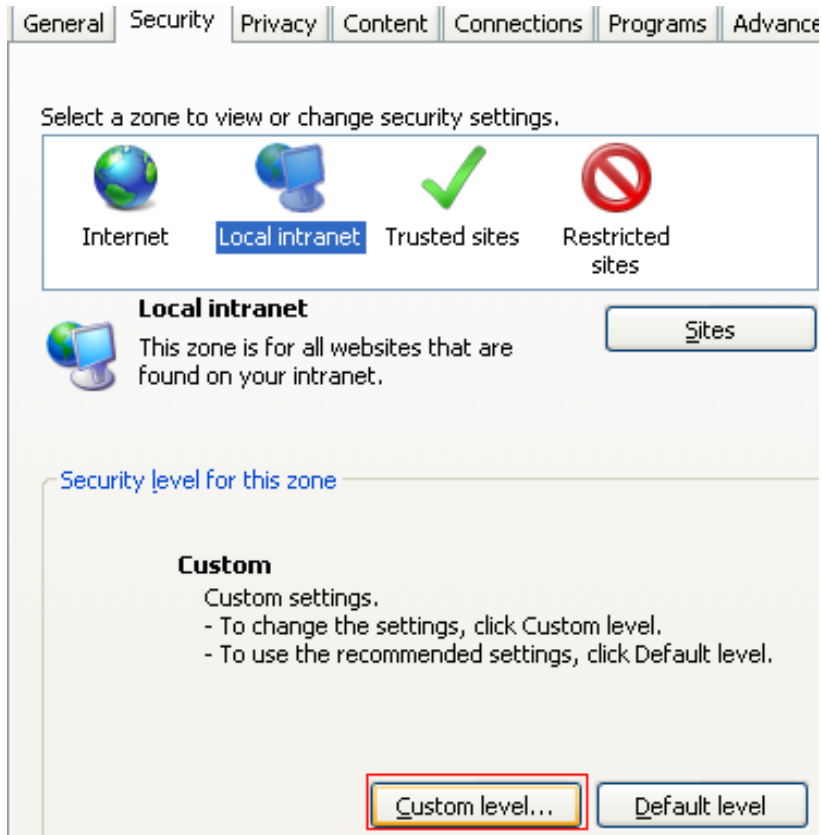 General Security Privacy Content Connections Programs Advance
Select a zone to view or change security settings.
Internet Local intranet Trusted sites Restricted
sites
Local intranet
Sites
This zone is for all websites that are
found on your intranet.
Security level for this zone
Custom
Custom settings.
- To change the settings, click Custom level.
- To use the recommended settings, click Default level.
Custom level... Default level